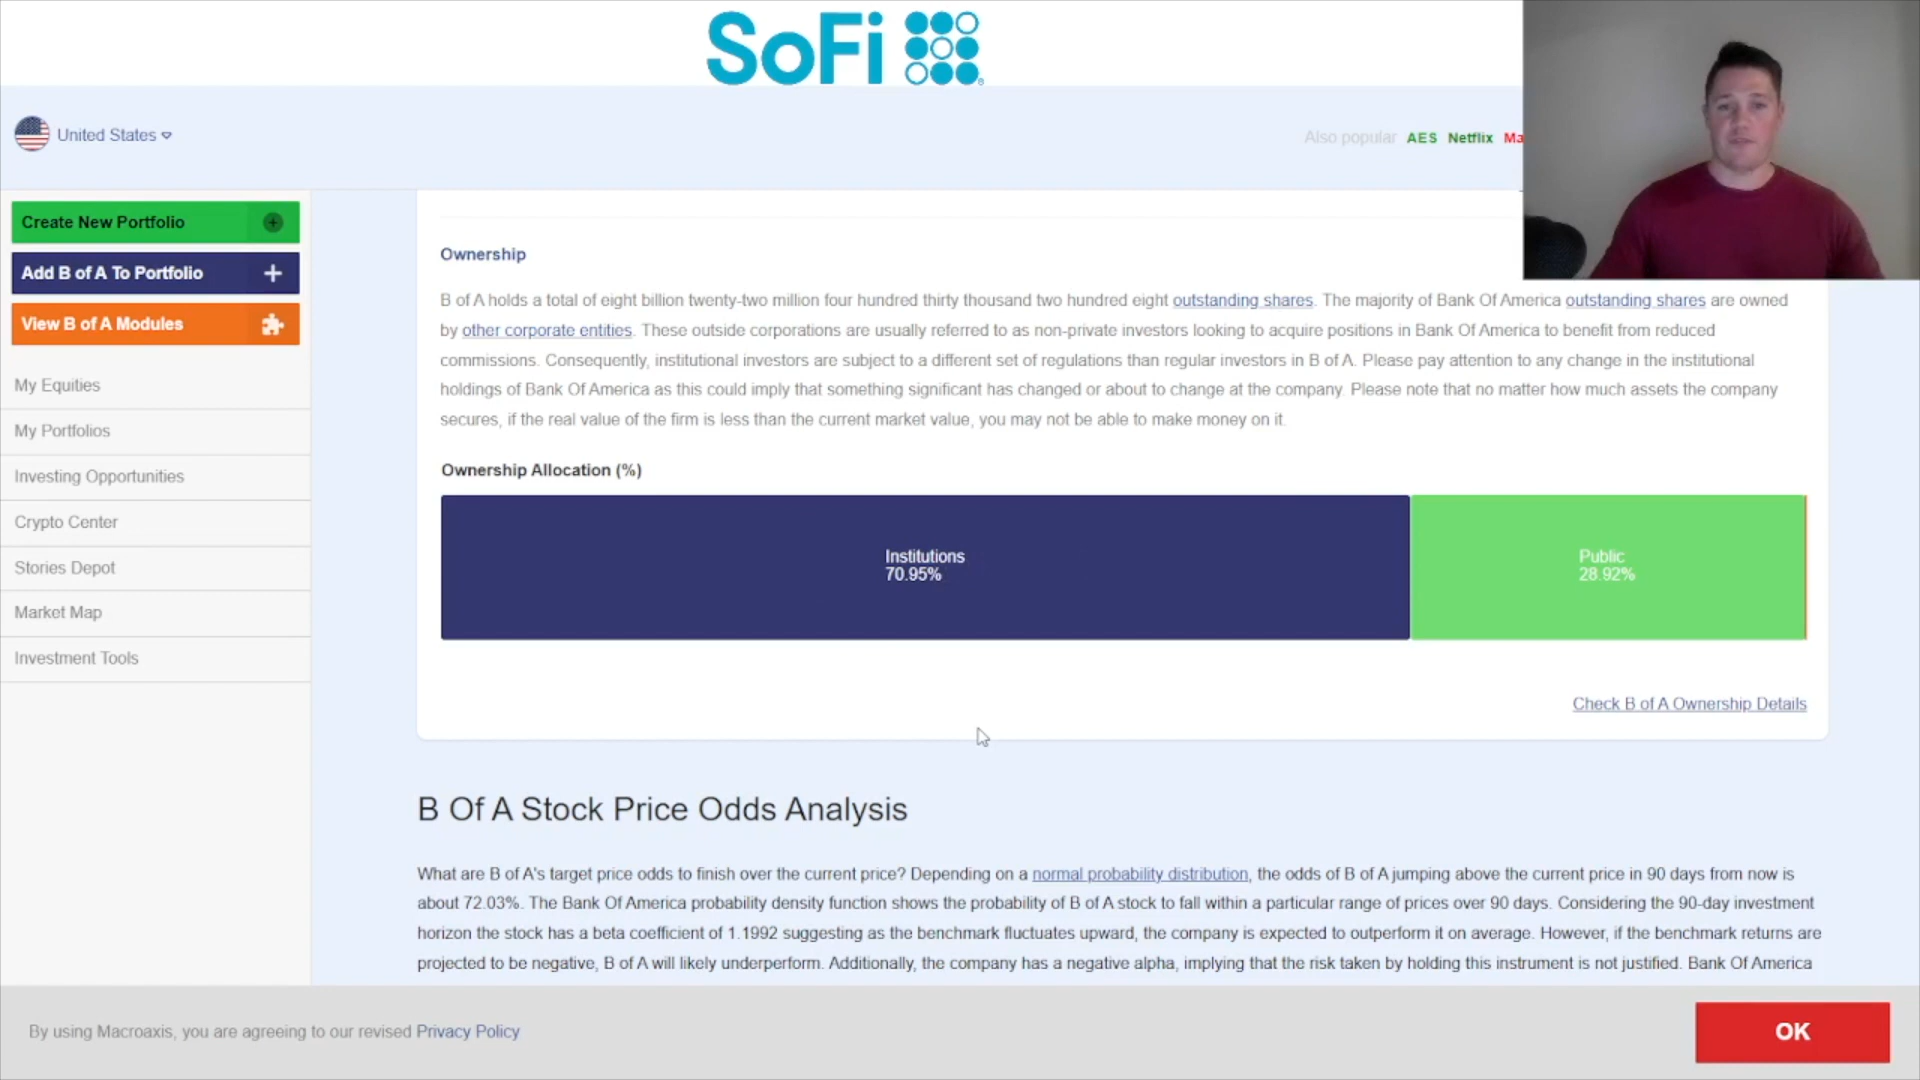 SoFi
United States
Also popular AES Netflix Ma
Create New Portfolio
Add B of A To Portfolio
View B of A Modules
My Equities
My Portfolios
Investing Opportunities
Crypto Center
Stories Depot
Market Map
Investment Tools
Ownership
B of A holds a total of eight billion twenty-two million four hundred thirty thousand two hundred eight outstanding shares. The majority of Bank Of America outstanding shares are owned
by other corporate entities. These outside corporations are usually referred to as non-private investors looking to acquire positions in Bank Of America to benefit from reduced
commissions. Consequently, institutional investors are subject to a different set of regulations than regular investors in B of A. Please pay attention to any change in the institutional
holdings of Bank Of America as this could imply that something significant has changed or about to change at the company. Please note that no matter how much assets the company
secures, if the real value of the firm is less than the current market value, you may not be able to make money on it.
Ownership Allocation (%)
Institutions
70.95%
Public
28.92%
Check B of A Ownership Details
B Of A Stock Price Odds Analysis
What are B of A's target price odds to finish over the current price? Depending on a normal probability distribution, the odds of B of A jumping above the current price in 90 days from now is
about 72.03%. The Bank Of America probability density function shows the probability of B of A stock to fall within a particular range of prices over 90 days. Considering the 90-day investment
horizon the stock has a beta coefficient of 1.1992 suggesting as the benchmark fluctuates upward, the company is expected to outperform it on average. However, if the benchmark returns are
projected to be negative, B of A will likely underperform. Additionally, the company has a negative alpha, implying that the risk taken by holding this instrument is not justified. Bank Of America
By using Macroaxis, you are agreeing to our revised Privacy Policy
OK